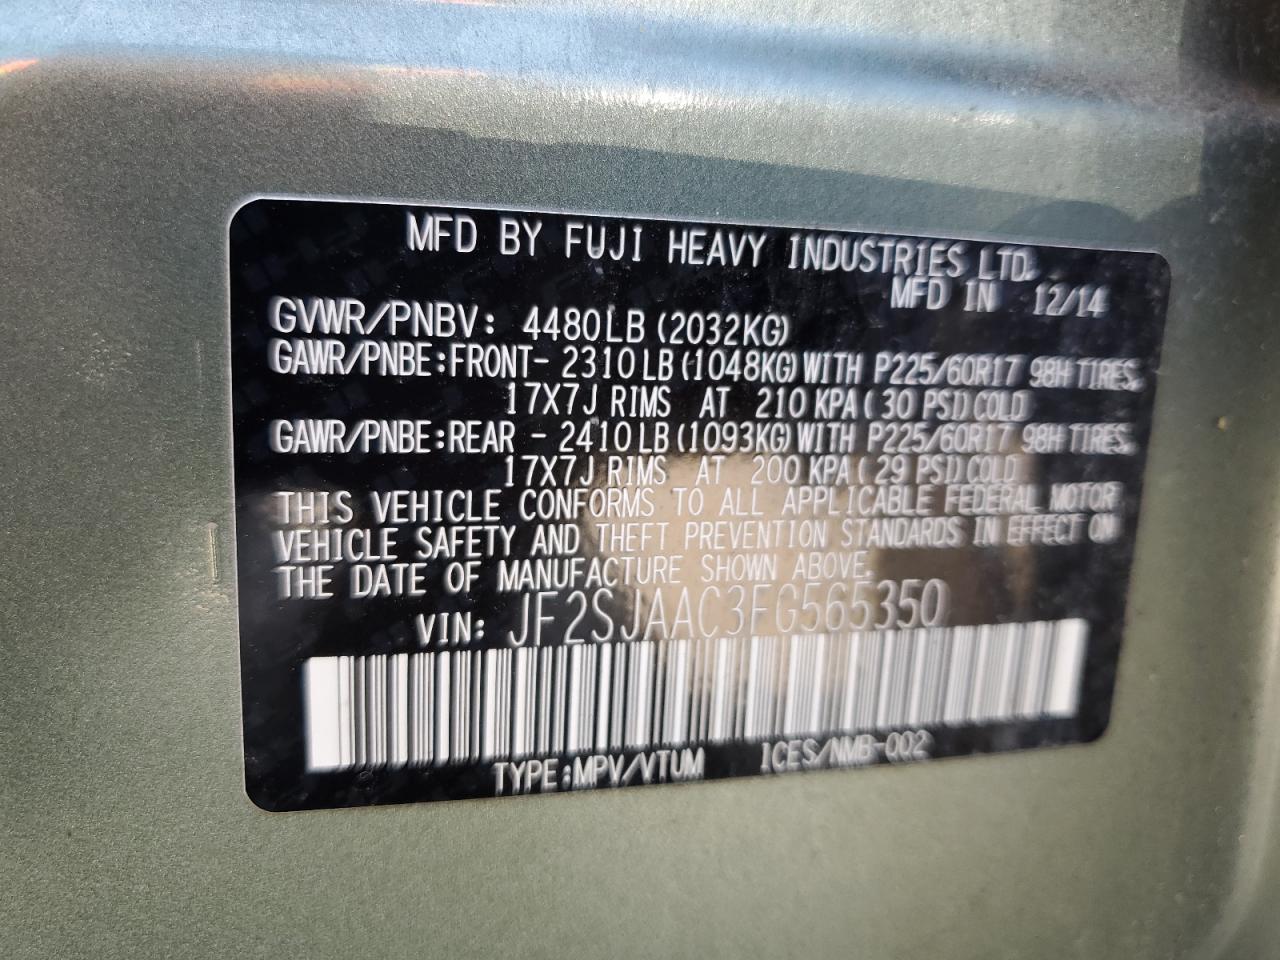 MFD BY FUJI HEAVY INDUSTRIES LTD.
MFD IN 12/14
GVWR/PNBV: 4480LB (2032KG)
GAWR/PNBE:FRONT- 2310 LB (1048KG) WITH P225/60R17 98H TIRES,
17X7J RIMS AT 210 KPA (30 PSI) COLD
GAWR/PNBE:REAR - 2410 LB (1093KG) WITH P225/60R17 98H TIRES,
17X7J RIMS AT 200 KPA (29 PSI) COLD
THIS VEHICLE CONFORMS TO ALL APPLICABLE FEDERAL MOTOR
VEHICLE SAFETY AND THEFT PREVENTION STANDARDS IN EFFECT ON
THE DATE OF MANUFACTURE SHOWN ABOVE.
VIN: JF2SJAAC3FG565350
TYPE:MPV/VTUM ICES/NMB-002